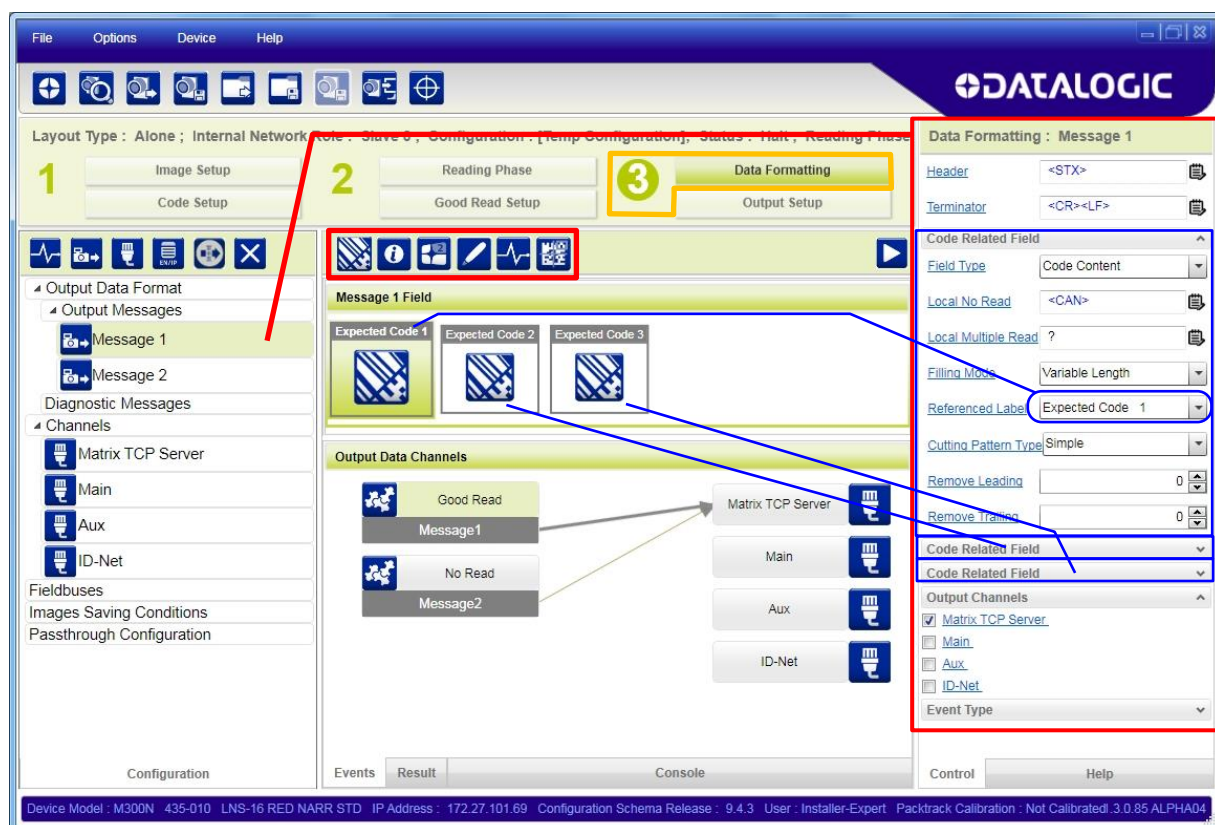 File Options Device Help
DATALOGIC
Layout Type : Alone ; Internal Network Role : Slave 0 ; Configuration : [Temp Configuration], Status : Halt , Reading Phase
1
Image Setup
Code Setup
2
Reading Phase
Good Read Setup
3
Data Formatting
Output Setup
EN/IP
Output Data Format
Output Messages
Message 1
Message 2
Diagnostic Messages
Channels
Matrix TCP Server
Main
Aux
ID-Net
Fieldbuses
Images Saving Conditions
Passthrough Configuration
Configuration
Message 1 Field
Expected Code 1 Expected Code 2 Expected Code 3
Output Data Channels
Good Read
Message1
No Read
Message2
Matrix TCP Server
Main
Aux
ID-Net
Events Result Console
Data Formatting : Message 1
Header <STX>
Terminator <CR><LF>
Code Related Field
Field Type Code Content
Local No Read <CAN>
Local Multiple Read ?
Filling Mode Variable Length
Referenced Label Expected Code 1
Cutting Pattern Type Simple
Remove Leading 0
Remove Trailing 0
Code Related Field
Code Related Field
Output Channels
Matrix TCP Server
Main
Aux
ID-Net
Event Type
Control Help
Device Model : M300N 435-010 LNS-16 RED NARR STD IP Address : 172.27.101.69 Configuration Schema Release : 9.4.3 User : Installer-Expert Packtrack Calibration : Not Calibrated .3.0.85 ALPHA04